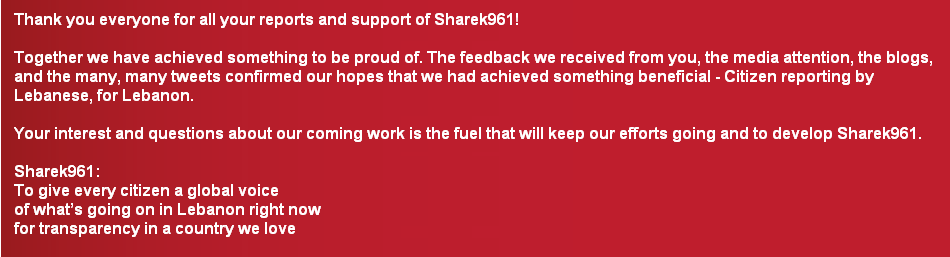 Thank you everyone for all your reports and support of Sharek961!
Together we have achieved something to be proud of. The feedback we received from you, the media attention, the blogs,
and the many, many tweets confirmed our hopes that we had achieved something beneficial - Citizen reporting by
Lebanese, for Lebanon.
Your interest and questions about our coming work is the fuel that will keep our efforts going and to develop Sharek961.
Sharek961:
To give every citizen a global voice
of what's going on in Lebanon right now
for transparency in a country we love